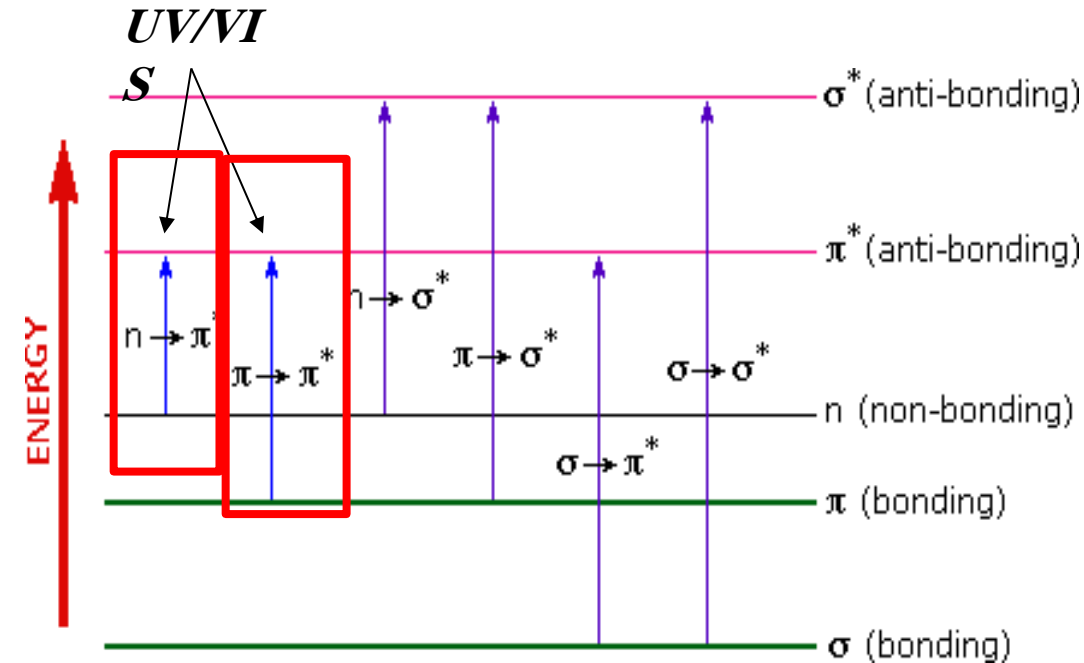 UV/VI
S
σ* (anti-bonding)
π* (anti-bonding)
n → σ*
n → π*
π → σ*
π → π*
σ → σ*
n (non-bonding)
σ → π*
π (bonding)
σ (bonding)
ENERGY